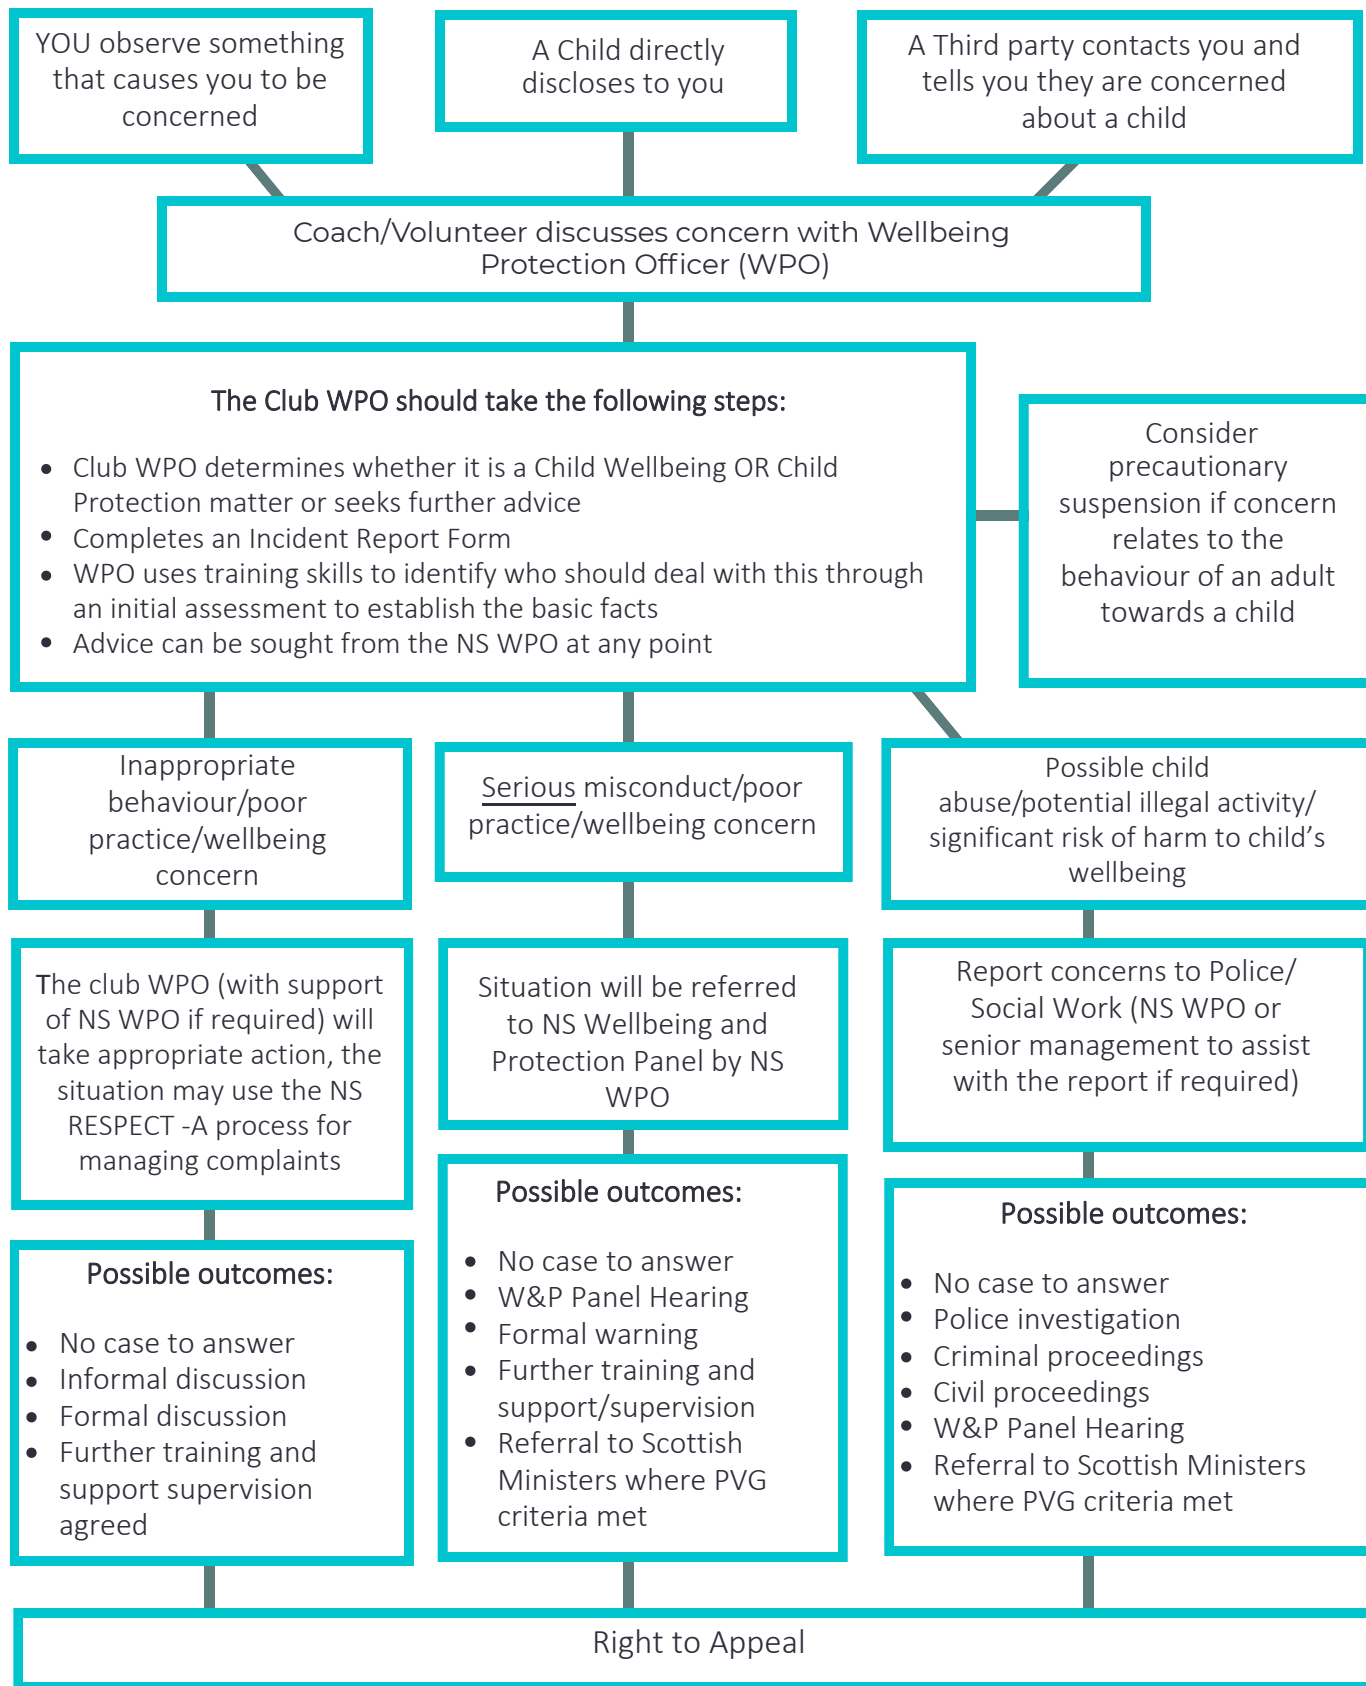 YOU observe something
that causes you to be
concerned
A Child directly
discloses to you
A Third party contacts you and
tells you they are concerned
about a child
Coach/Volunteer discusses concern with Wellbeing
Protection Officer (WPO)
The Club WPO should take the following steps:
• Club WPO determines whether it is a Child Wellbeing OR Child
Protection matter or seeks further advice
• Completes an Incident Report Form
• WPO uses training skills to identify who should deal with this through
an initial assessment to establish the basic facts
• Advice can be sought from the NS WPO at any point
Consider
precautionary
suspension if concern
relates to the
behaviour of an adult
towards a child
Inappropriate
behaviour/poor
practice/wellbeing
concern
Serious misconduct/poor
practice/wellbeing concern
Possible child
abuse/potential illegal activity/
significant risk of harm to child's
wellbeing
The club WPO (with support
of NS WPO if required) will
take appropriate action, the
situation may use the NS
RESPECT -A process for
managing complaints
Situation will be referred
to NS Wellbeing and
Protection Panel by NS
WPO
Report concerns to Police/
Social Work (NS WPO or
senior management to assist
with the report if required)
Possible outcomes:
• No case to answer
• Informal discussion
• Formal discussion
• Further training and
support supervision
agreed
Possible outcomes:
• No case to answer
• W&P Panel Hearing
• Formal warning
• Further training and
support/supervision
• Referral to Scottish
Ministers where PVG
criteria met
Possible outcomes:
• No case to answer
• Police investigation
• Criminal proceedings
• Civil proceedings
• W&P Panel Hearing
• Referral to Scottish Ministers
where PVG criteria met
Right to Appeal